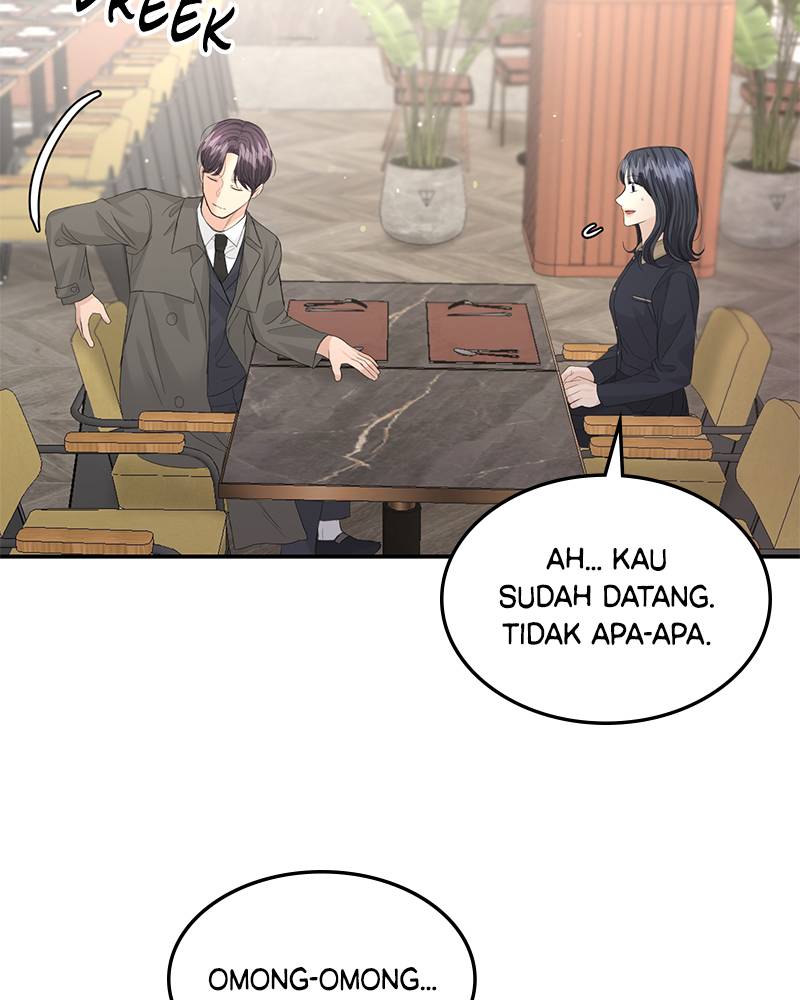 DREEK
AH... KAU
SUDAH DATANG.
TIDAK APA-APA.
OMONG-OMONG...